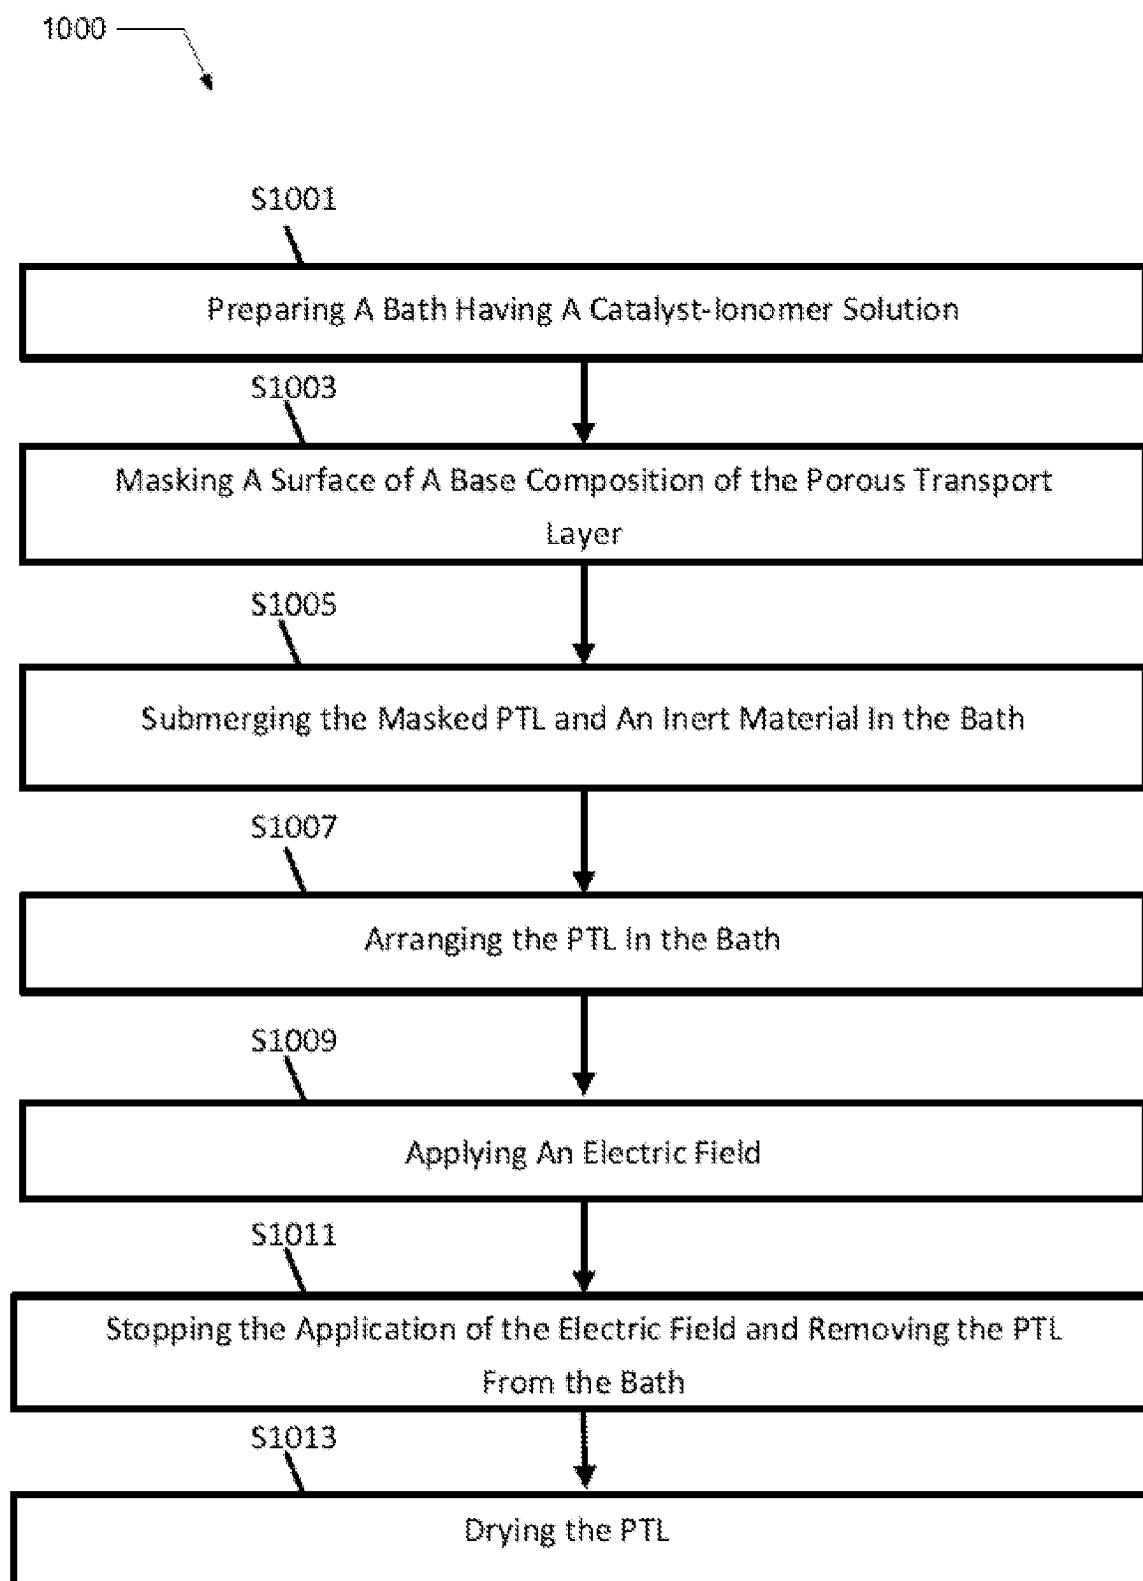 1000
S1001
Preparing A Bath Having A Catalyst-Ionomer Solution
S1003
Masking A Surface of A Base Composition of the Porous Transport
Layer
S1005
Submerging the Masked PTL and An Inert Material In the Bath
S1007
Arranging the PTL In the Bath
S1009
Applying An Electric Field
S1011
Stopping the Application of the Electric Field and Removing the PTL
From the Bath
S1013
Drying the PTL